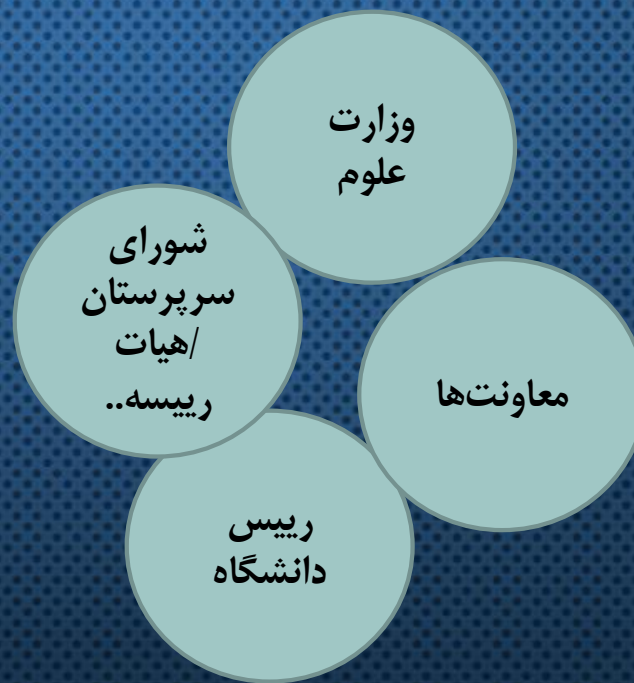 وزارت
علوم
شورای
سرپرستان
/هیات
رییسه..
معاونت‌ها
رییس
دانشگاه